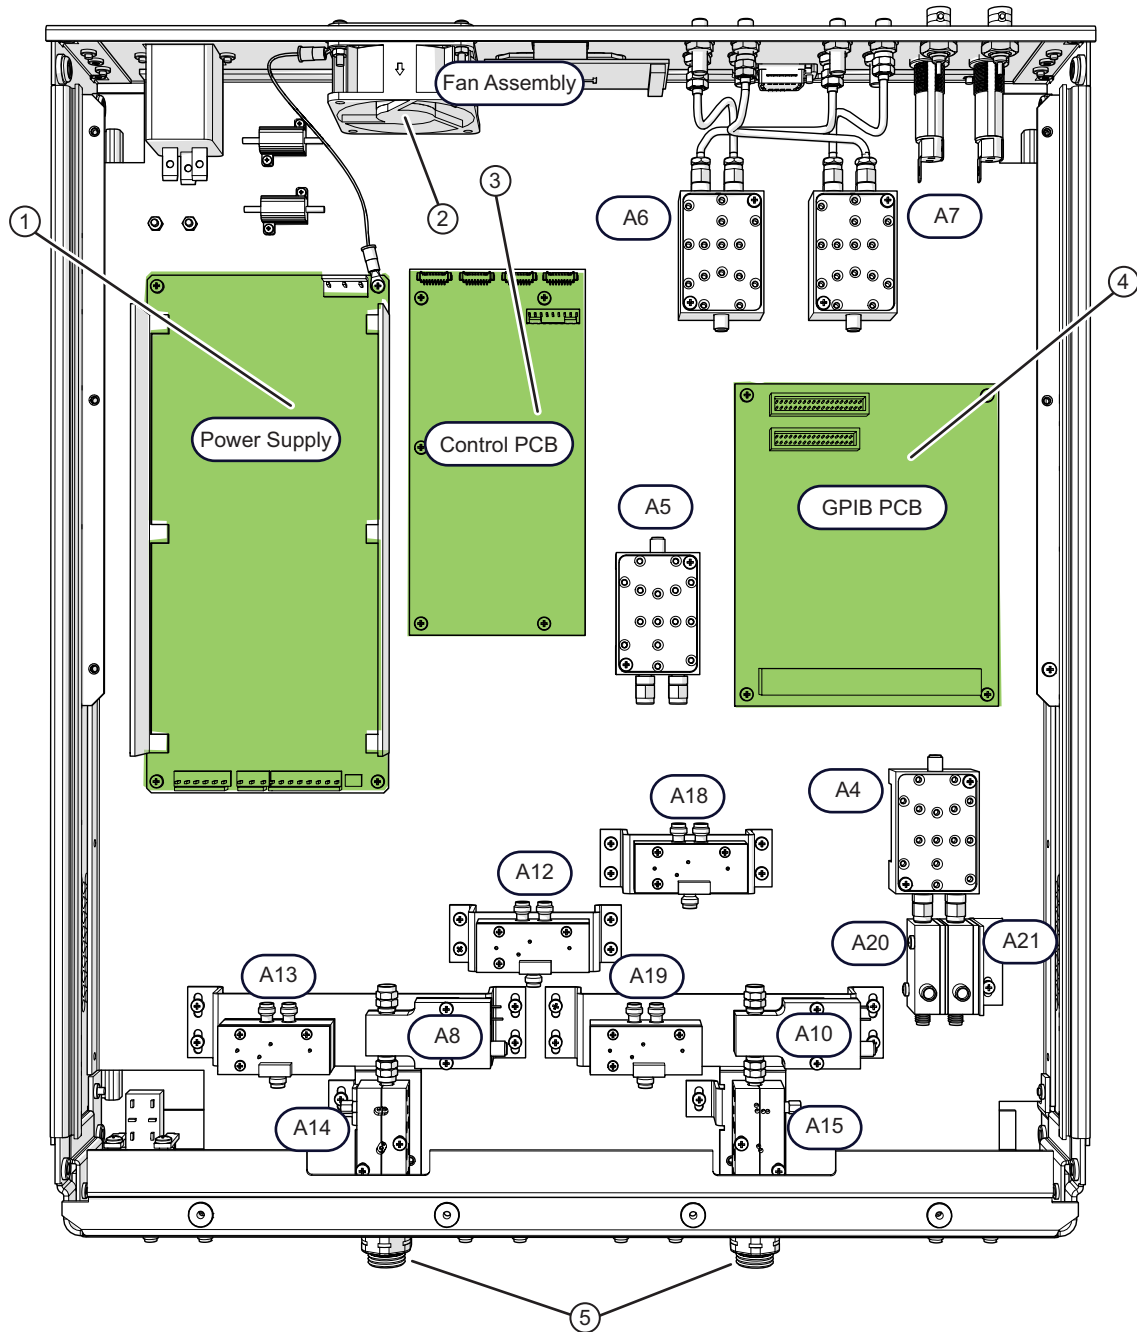 Fan Assembly
3
1
2
A6
A7
4
Power Supply
Control PCB
A5
GPIB PCB
A18
A4
A12
A20
A21
A13
A19
A8
A10
A14
A15
5